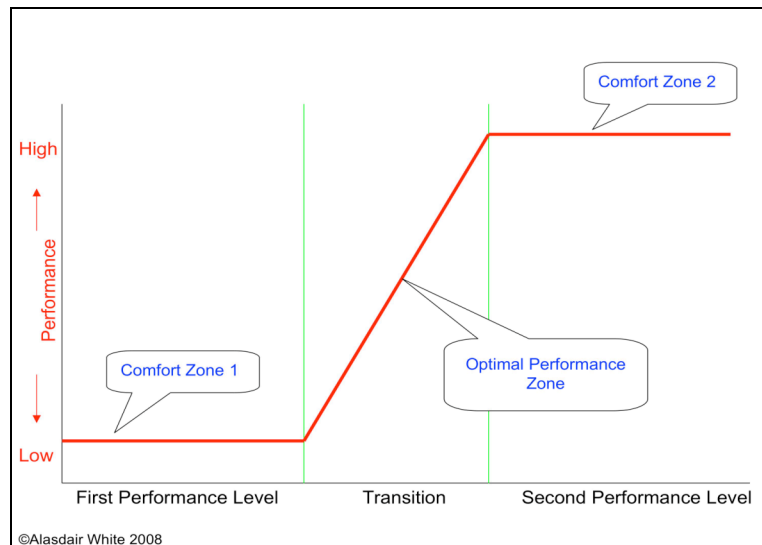 Comfort Zone 2
High
Performance
Comfort Zone 1
Optimal Performance
Zone
Low
First Performance Level
Transition
Second Performance Level
©Alasdair White 2008